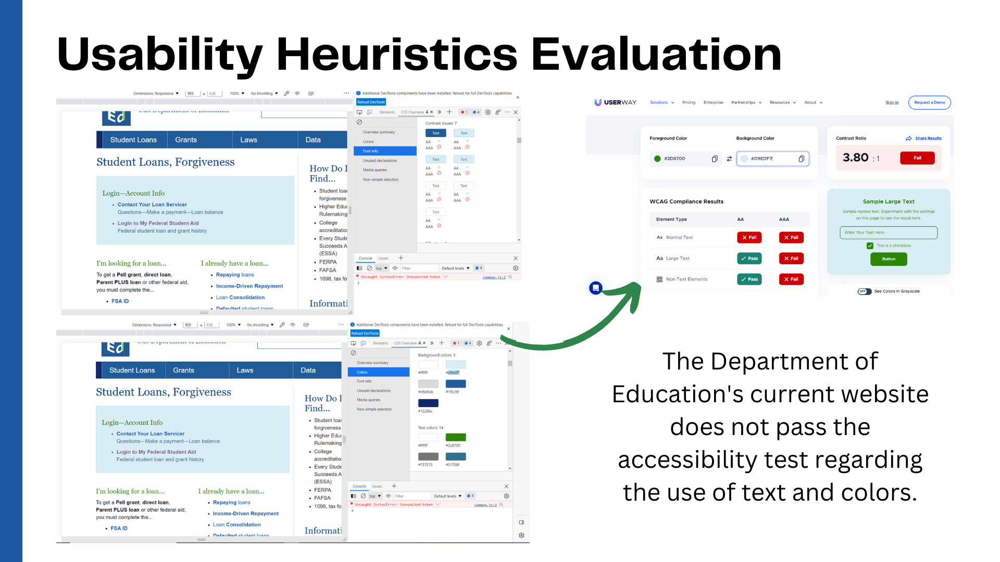 Usability Heuristics Evaluation
Dimensions: Responsive 905 x 628 100% No throttling
Additional DevTools components have been installed. Reload for full DevTools capabilities.
Reload DevTools
Elements CSS Overview 1 4
Ed
Student Loans Grants Laws Data
Student Loans, Forgiveness
Login—Account Info
Contact Your Loan Servicer
Questions—Make a payment—Loan balance
Login to My Federal Student Aid
Federal student loan and grant history
I'm looking for a loan...
To get a Pell grant, direct loan,
Parent PLUS loan or other federal aid,
you must complete the...
FSA ID
I already have a loan...
Repaying loans
Income-Driven Repayment
Loan Consolidation
Defaulted student loans
How Do I
Find...
Student loan
forgiveness
Higher Educ
Rulemaking
College
accreditation
Every Stude
Succeeds A
(ESSA)
FERPA
FAFSA
1098, tax fo
Informati
Overview summary
Colors
Font info
Unused declarations
Media queries
Non-simple selectors
Contrast issues: 7
Text Text
AA AA
AAA AAA
Text Text
AA AA
AAA AAA
Text Text
AA AA
AAA AAA
Text
AA
AAA
Console Issues
top Filter Default levels 4
Uncaught SyntaxError: Unexpected token '<' common.js:2
Dimensions: Responsive 905 x 628 100% No throttling
Additional DevTools components have been installed. Reload for full DevTools capabilities.
Reload DevTools
Elements CSS Overview 1 4
Ed
Student Loans Grants Laws Data
Student Loans, Forgiveness
Login—Account Info
Contact Your Loan Servicer
Questions—Make a payment—Loan balance
Login to My Federal Student Aid
Federal student loan and grant history
I'm looking for a loan...
To get a Pell grant, direct loan,
Parent PLUS loan or other federal aid,
you must complete the...
FSA ID
I already have a loan...
Repaying loans
Income-Driven Repayment
Loan Consolidation
Defaulted student loans
How Do I
Find...
Student loan
forgiveness
Higher Educ
Rulemaking
College
accreditation
Every Stude
Succeeds A
(ESSA)
FERPA
FAFSA
1098, tax fo
Informati
Overview summary
Colors
Font info
Unused declarations
Media queries
Non-simple selectors
Background colors: 5
#ffffff #d9edf7
#d9d9db #1f5c99
#12286c
Text colors: 14
#ffffff #2d8700
#757575 #31708f
Console Issues
top Filter Default levels 4
Uncaught SyntaxError: Unexpected token '<' common.js:2
USERWAY Solutions Pricing Enterprise Partnerships Resources About Sign in Request a Demo
Foreground Color Background Color
#2D8700 #D9EDF7
Contrast Ratio Share Results
3.80 : 1 Fail
WCAG Compliance Results
Element Type AA AAA
Aa Normal Text Fail Fail
Aa Large Text Pass Fail
Non Text Elements Pass Fail
Sample Large Text
Sample normal text. Experiment with the settings
on this page to see the result here.
Enter Your Text Here
This is a checkbox
Button
OFF See Colors In Grayscale
The Department of
Education's current website
does not pass the
accessibility test regarding
the use of text and colors.